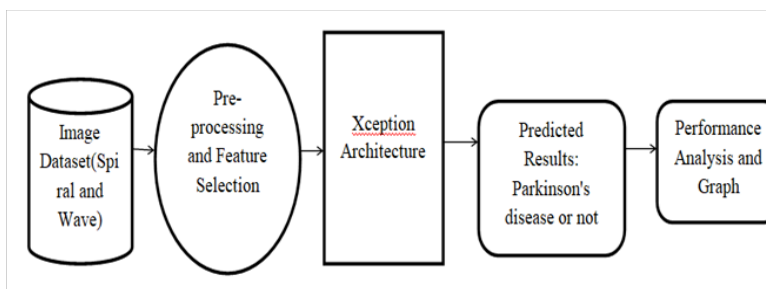 Image
Dataset(Spi
ral and
Wave)
Pre-
processing
and Feature
Selection
Xception
Architecture
Predicted
Results:
Parkinson's
disease or not
Performance
Analysis and
Graph